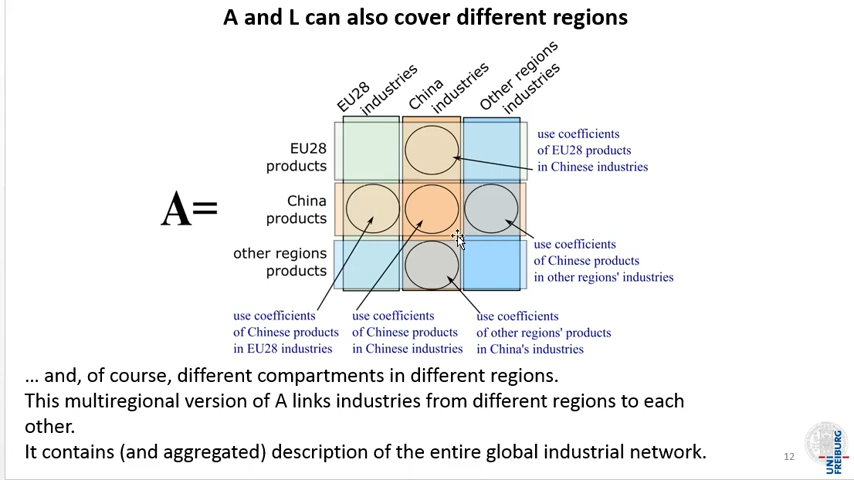 A and L can also cover different regions
EU28
industries
China
industries
Other regions
industries
EU28
products
China
products
other regions
products
A=
use coefficients
of EU28 products
in Chinese industries
use coefficients
of Chinese products
in other regions' industries
use coefficients
of Chinese products
in EU28 industries
use coefficients
of Chinese products
in Chinese industries
use coefficients
of other regions' products
in China's industries
... and, of course, different compartments in different regions.
This multiregional version of A links industries from different regions to each
other.
It contains (and aggregated) description of the entire global industrial network.
12
UNI
FREIBURG